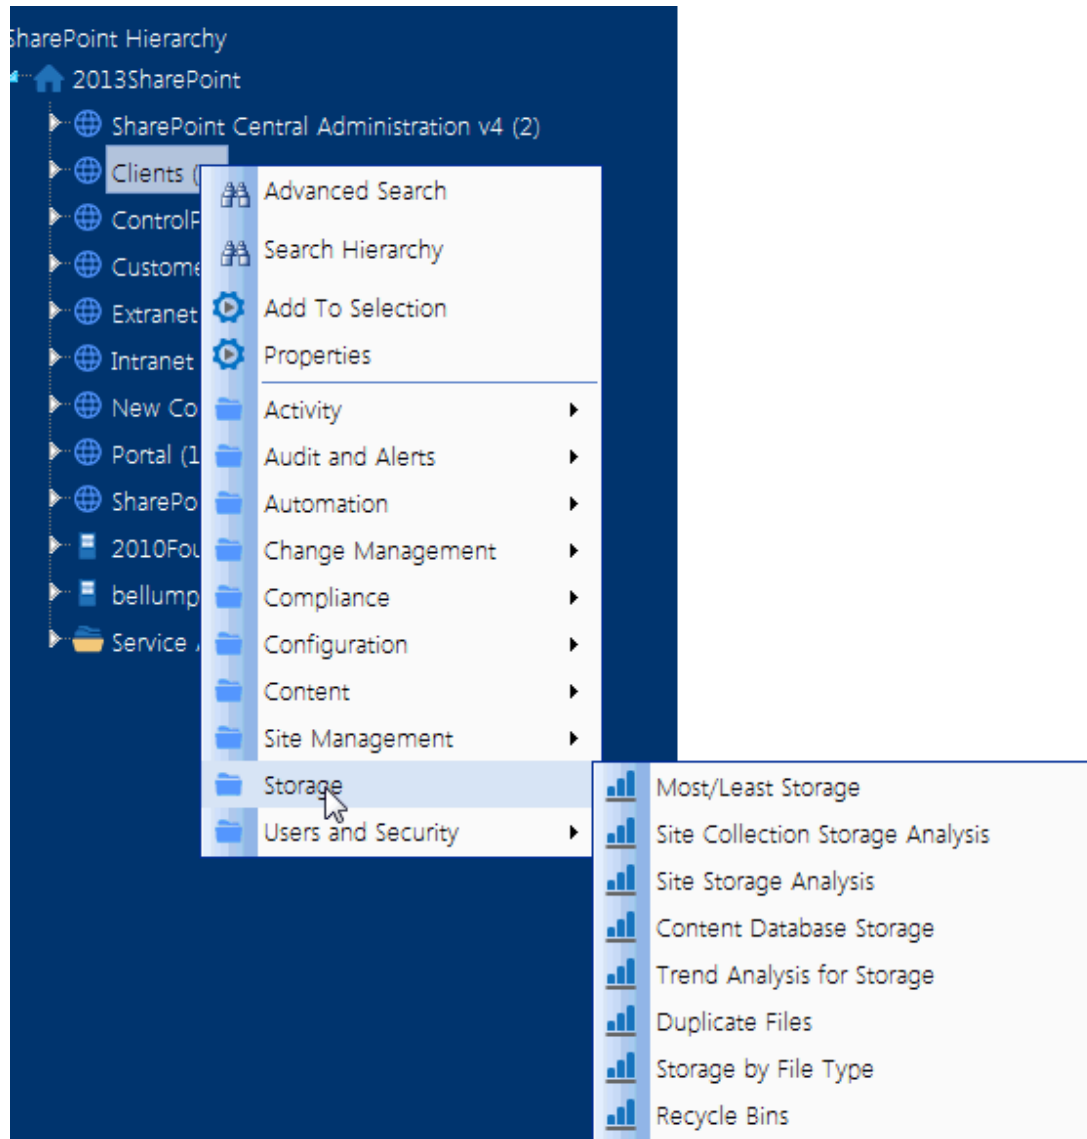 SharePoint Hierarchy
2013SharePoint
SharePoint Central Administration v4 (2)
Clients (
ControlP
Custome
Extranet
Intranet
New Co
Portal (1
SharePo
2010Fou
bellump
Service
Advanced Search
Search Hierarchy
Add To Selection
Properties
Activity
Audit and Alerts
Automation
Change Management
Compliance
Configuration
Content
Site Management
Storage
Users and Security
Most/Least Storage
Site Collection Storage Analysis
Site Storage Analysis
Content Database Storage
Trend Analysis for Storage
Duplicate Files
Storage by File Type
Recycle Bins